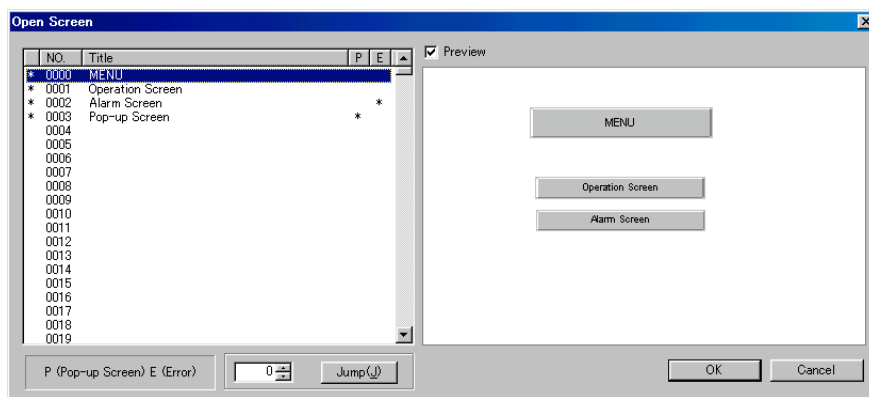 Open Screen
NO. Title P E
* 0000 MENU
* 0001 Operation Screen
* 0002 Alarm Screen *
* 0003 Pop-up Screen *
0004
0005
0006
0007
0008
0009
0010
0011
0012
0013
0014
0015
0016
0017
0018
0019
P (Pop-up Screen) E (Error)
0
Jump(J)
Preview
MENU
Operation Screen
Alarm Screen
OK
Cancel